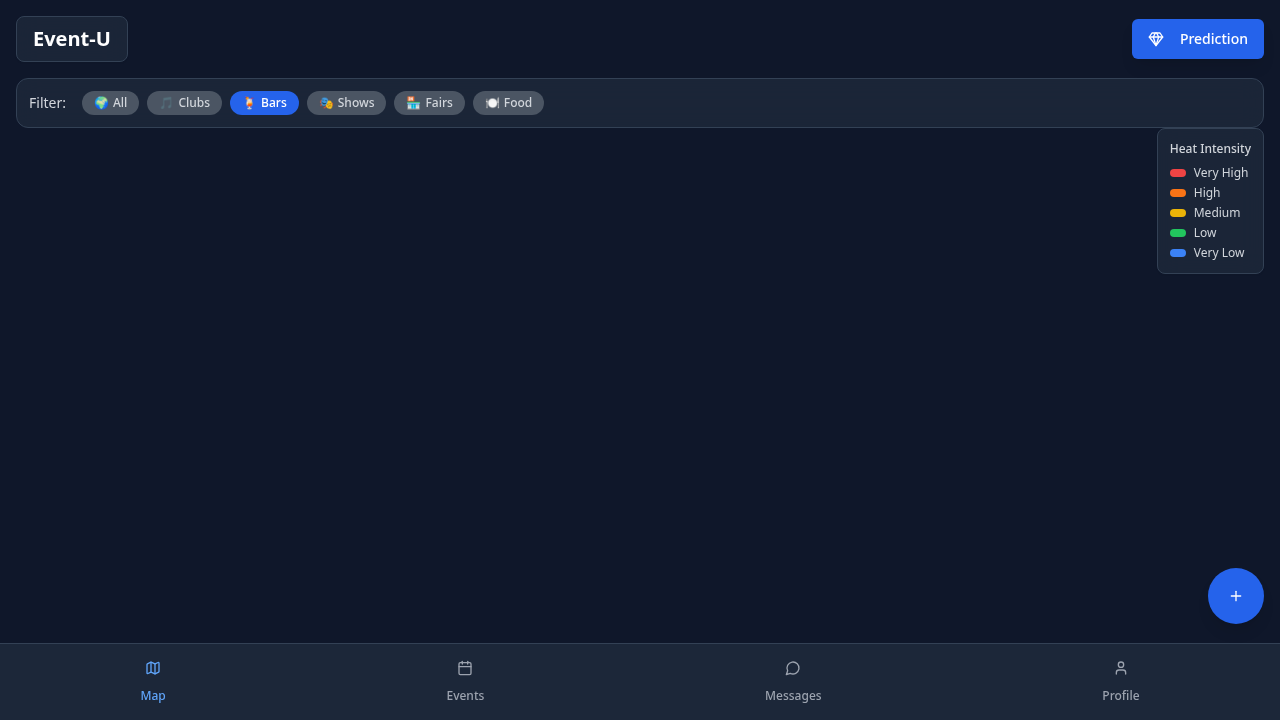 Event-U
Prediction
Filter:
🌍 All
🎵 Clubs
🍹 Bars
🎭 Shows
🏪 Fairs
🍽️ Food
Heat Intensity
Very High
High
Medium
Low
Very Low
+
Map
Events
Messages
Profile